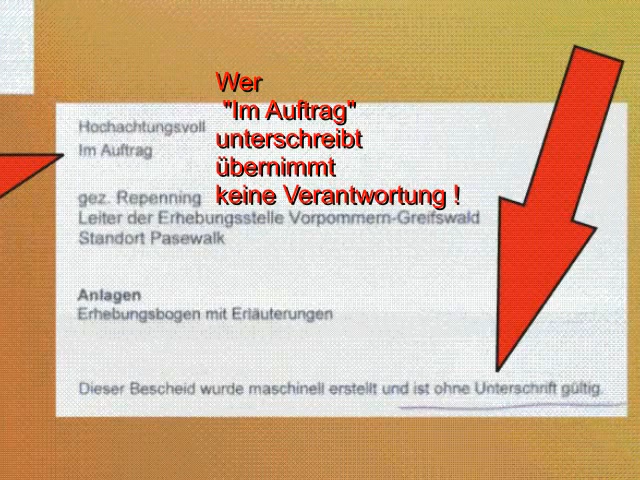 Wer
"Im Auftrag"
unterschreibt
übernimmt
keine Verantwortung !
Hochachtungsvoll
Im Auftrag
gez. Repenning
Leiter der Erhebungsstelle Vorpommern-Greifswald
Standort Pasewalk
Anlagen
Erhebungsbogen mit Erläuterungen
Dieser Bescheid wurde maschinell erstellt und ist ohne Unterschrift gültig.